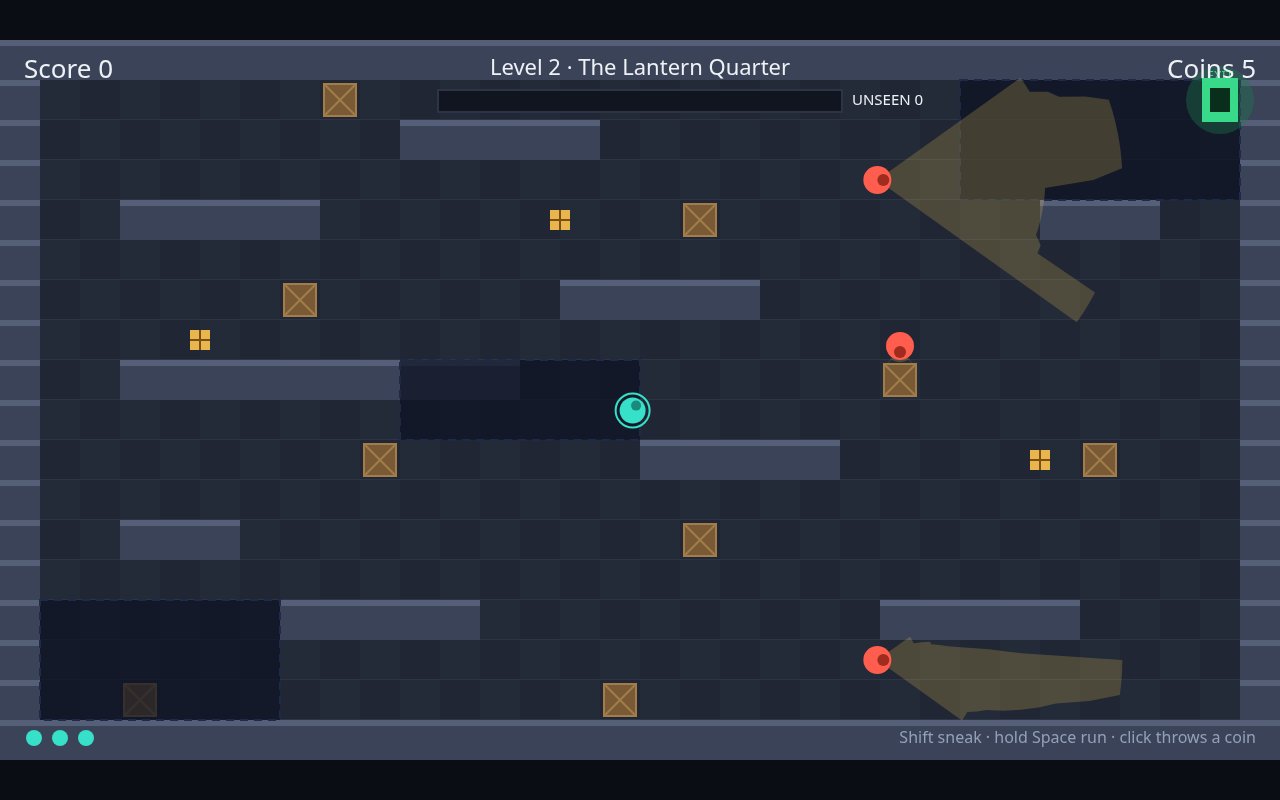 Score 0
Level 2 · The Lantern Quarter
Coins 5
UNSEEN 0
Shift sneak · hold Space run · click throws a coin